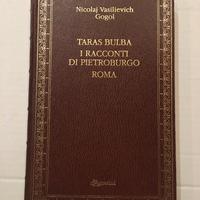 Nicolaj Vasilievich
Gogol
TARAS BULBA
I RACCONTI
DI PIETROBURGO
ROMA